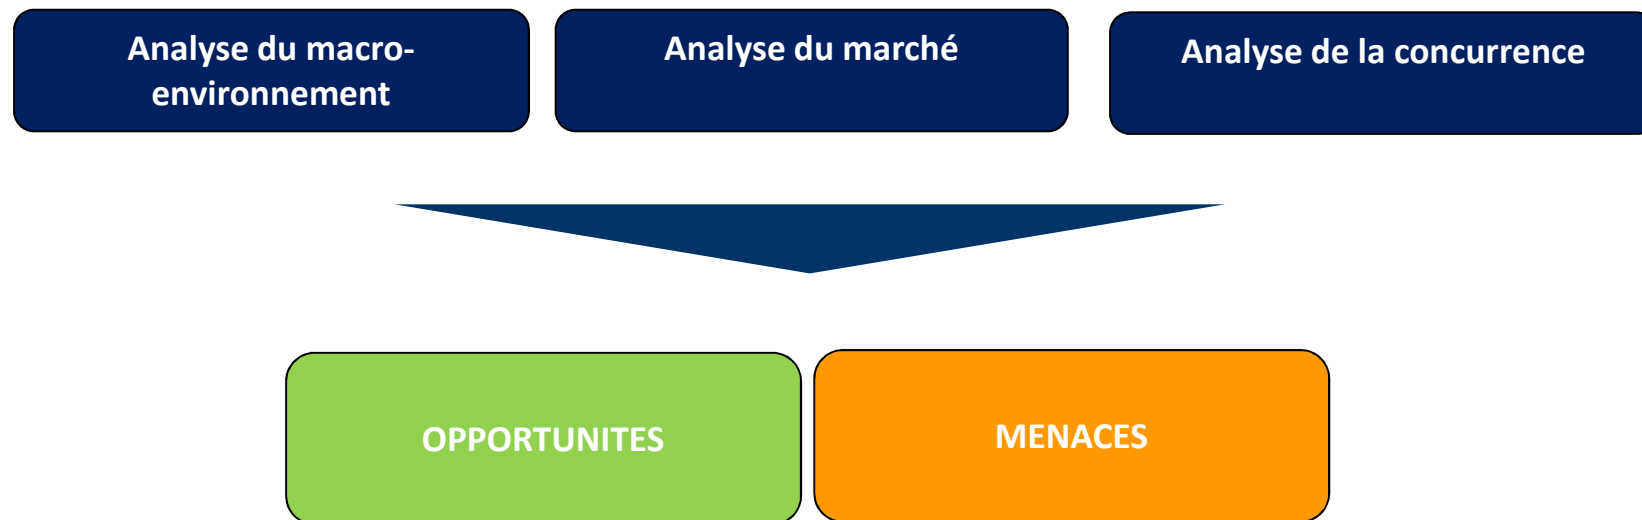 Analyse du macro-
environnement
Analyse du marché
Analyse de la concurrence
OPPORTUNITES
MENACES